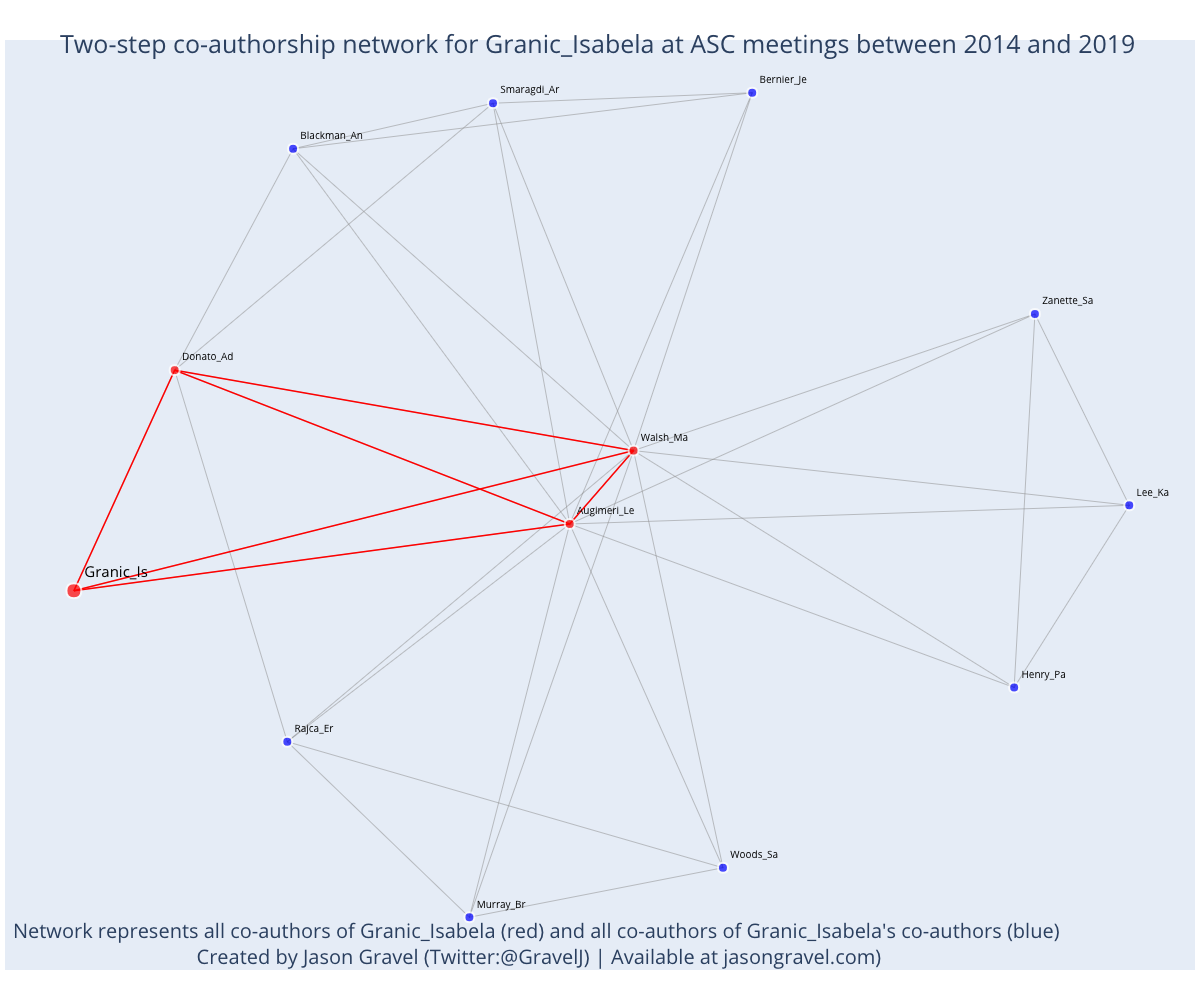 Two-step co-authorship network for Granic_Isabela at ASC meetings between 2014 and 2019
Bernier_Je
Smaragdi_Ar
Blackman_An
Zanette_Sa
Donato_Ad
Walsh_Ma
Lee_Ka
Augimeri_Le
Granic_Is
Henry_Pa
Rajca_Er
Woods_Sa
Murray_Br
Network represents all co-authors of Granic_Isabela (red) and all co-authors of Granic_Isabela's co-authors (blue)
Created by Jason Gravel (Twitter:@GravelJ) | Available at jasongravel.com)